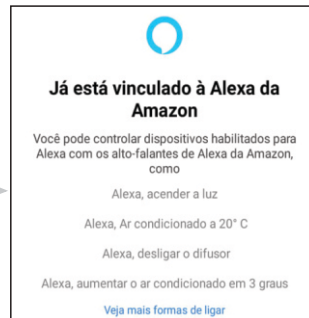 Já está vinculado à Alexa da
Amazon
Você pode controlar dispositivos habilitados para
Alexa com os alto-falantes de Alexa da Amazon,
como
Alexa, acender a luz
Alexa, Ar condicionado a 20° C
Alexa, desligar o difusor
Alexa, aumentar o ar condicionado em 3 graus
Veja mais formas de ligar